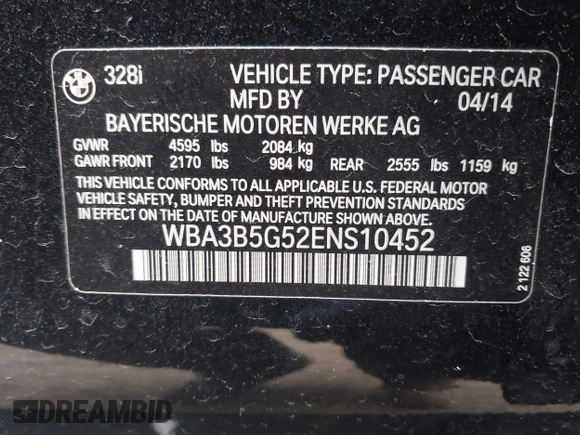 328i VEHICLE TYPE: PASSENGER CAR
MFD BY 04/14
BAYERISCHE MOTOREN WERKE AG
GVWR 4595 lbs 2084 kg
GAWR FRONT 2170 lbs 984 kg REAR 2555 lbs 1159 kg
THIS VEHICLE CONFORMS TO ALL APPLICABLE U.S. FEDERAL MOTOR
VEHICLE SAFETY, BUMPER AND THEFT PREVENTION STANDARDS
IN EFFECT ON THE DATE OF MANUFACTURE SHOWN ABOVE.
WBA3B5G52ENS10452
2 122 606
DREAMBID